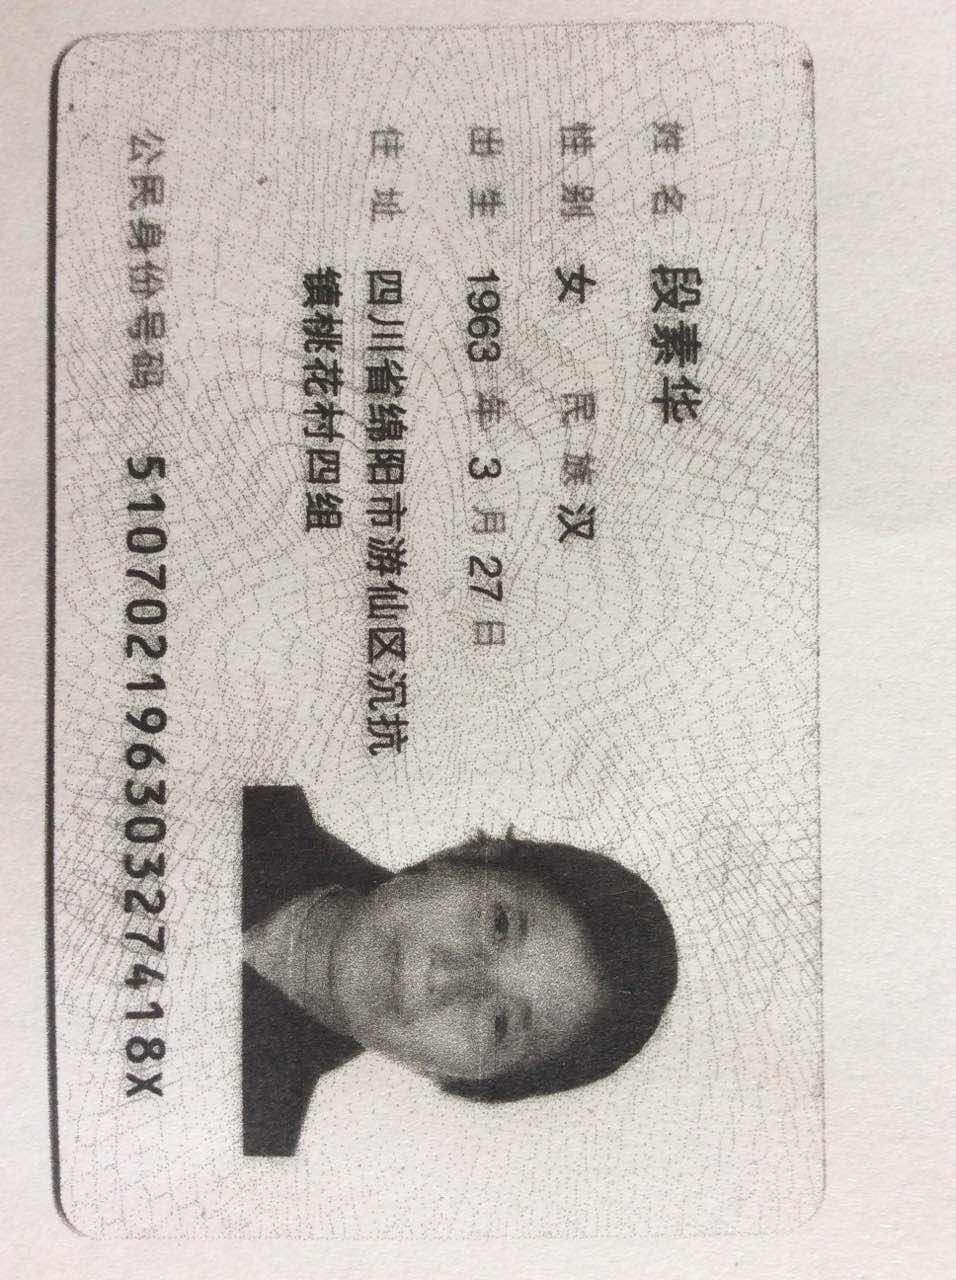 姓名 段素华
性别 女 民族 汉
出生 1963 年 3 月 27 日
住址 四川省绵阳市游仙区沉抗
镇桃花村四组
公民身份号码 51070219630327418X